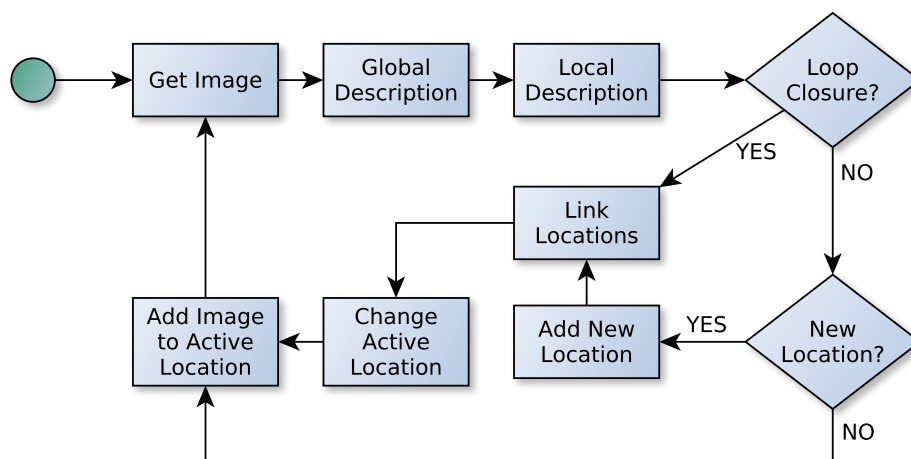 Get Image
Global
Description
Local
Description
Loop
Closure?
YES
NO
Link
Locations
Add Image
to Active
Location
Change
Active
Location
Add New
Location
YES
New
Location?
NO